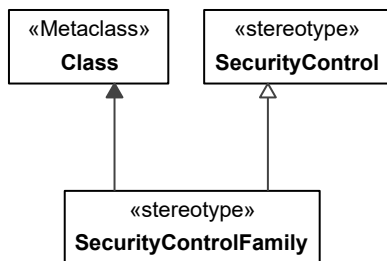 «Metaclass»
Class
«stereotype»
SecurityControl
«stereotype»
SecurityControlFamily